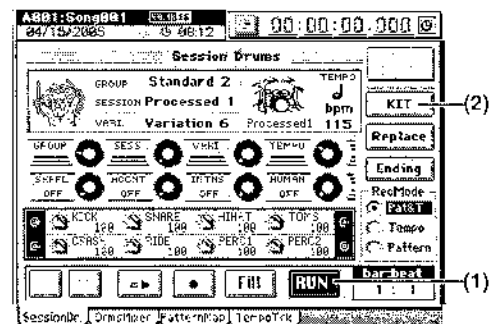 A001:Song001
04/15/2005 08:12 00:00:00.000
Session Drums
GROUP Standard 2
SESSION Processed 1
VARI. Variation 6 Processed1
TEMPO
bpm
115
KIT (2)
Replace
Ending
GROUP SESS VARI TEMPO
SHFFL ACCNT INTNS HUMAN
OFF OFF OFF OFF
RecMode
Pat&T
Tempo
Pattern
KICK SNARE HIHAT TOMS
100 100 100 100
CRASH RIDE PERC1 PERC2
100 100 100 100
Fill RUN (1)
bar:beat
1: 1
SessionDr. DrmsMixer PatternMap TempoTrk